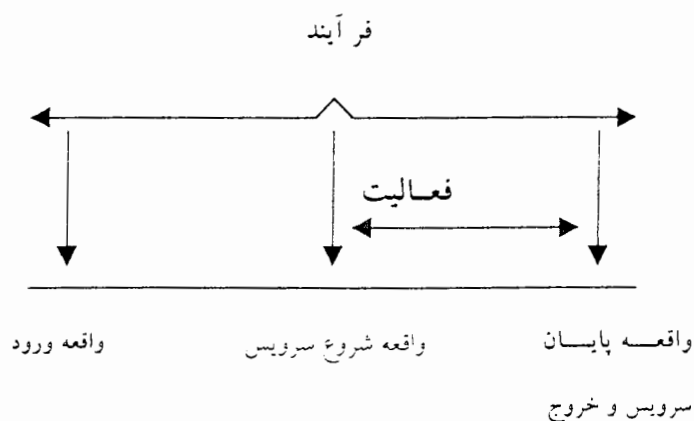 فرآیند
فعالیت
واقعه ورود
واقعه شروع سرویس
واقعه پایان
سرویس و خروج